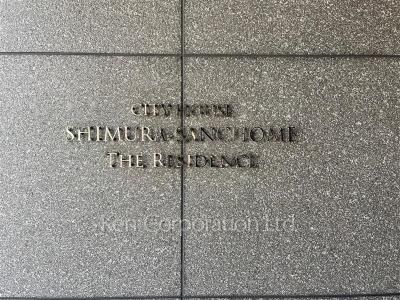 CITY HOUSE
SHIMURA-SANCHOME
THE RESIDENCE
Ken Corporation Ltd.